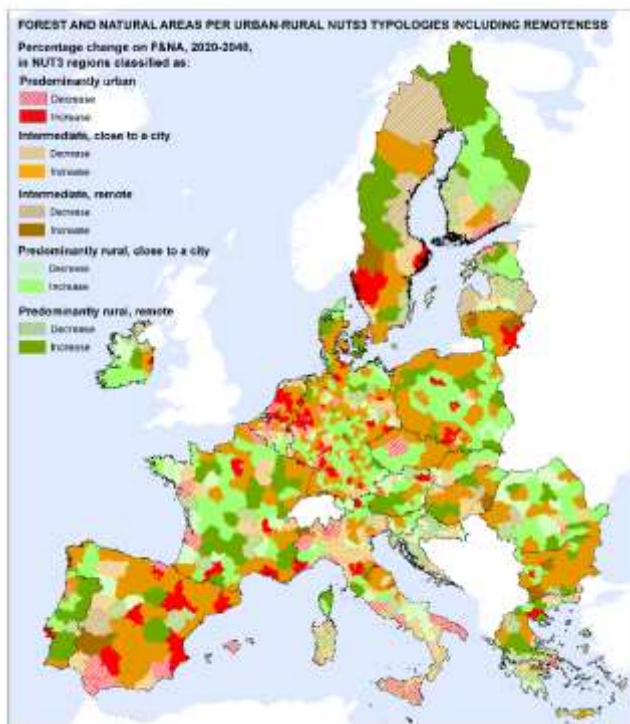 FOREST AND NATURAL AREAS PER URBAN-RURAL NUTS3 TYPOLOGIES INCLUDING REMOTENESS
Percentage change on F&NA, 2020-2040,
in NUT3 regions classified as:
Predominantly urban
Decrease
Increase
Intermediate, close to a city
Decrease
Increase
Intermediate, remote
Decrease
Increase
Predominantly rural, close to a city
Decrease
Increase
Predominantly rural, remote
Decrease
Increase